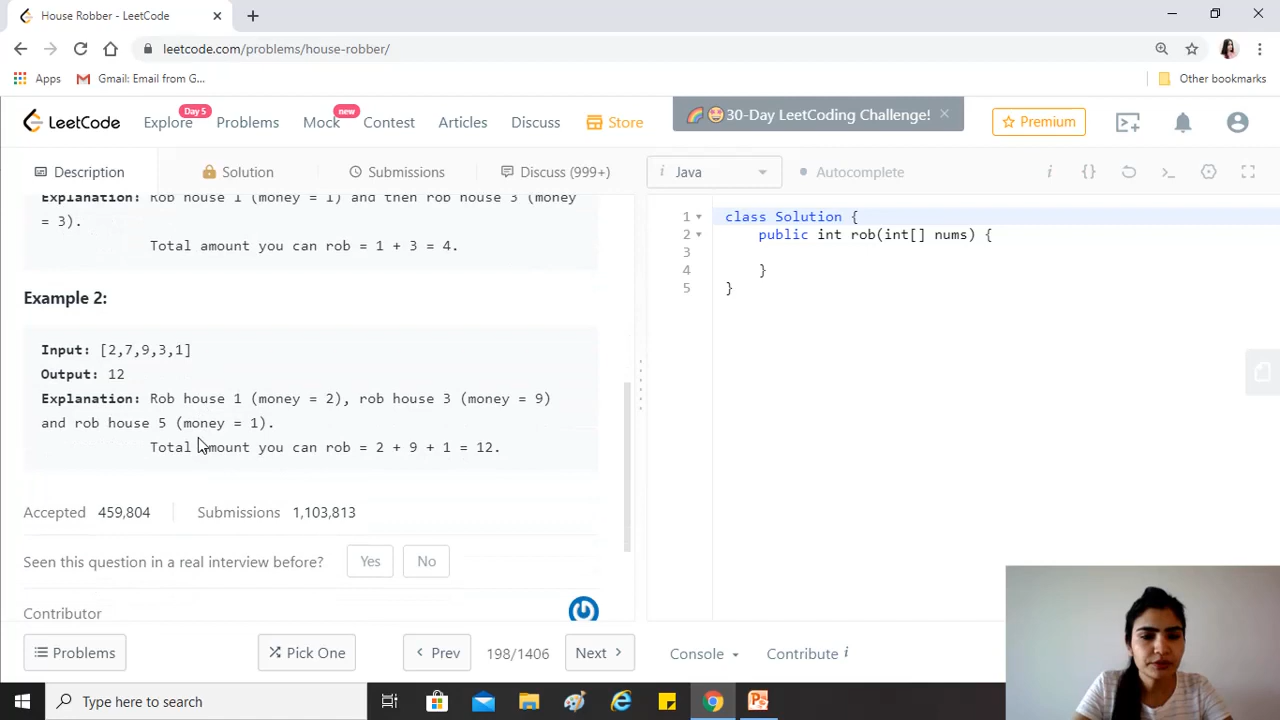 House Robber - LeetCode
leetcode.com/problems/house-robber/
Apps
Gmail: Email from G...
Other bookmarks
LeetCode
Explore
Day 5
Problems
Mock
new
Contest
Articles
Discuss
Store
30-Day LeetCoding Challenge!
Premium
Description
Solution
Submissions
Discuss (999+)
i Java
Autocomplete
i {}
Explanation: Rob house 1 (money = 1) and then rob house 3 (money
= 3).
Total amount you can rob = 1 + 3 = 4.
Example 2:
Input: [2,7,9,3,1]
Output: 12
Explanation: Rob house 1 (money = 2), rob house 3 (money = 9)
and rob house 5 (money = 1).
Total amount you can rob = 2 + 9 + 1 = 12.
Accepted 459,804
Submissions 1,103,813
Seen this question in a real interview before?
Yes
No
Contributor
1 class Solution {
2 public int rob(int[] nums) {
3
4 }
5 }
Problems
Pick One
Prev
198/1406
Next
Console
Contribute i
Type here to search